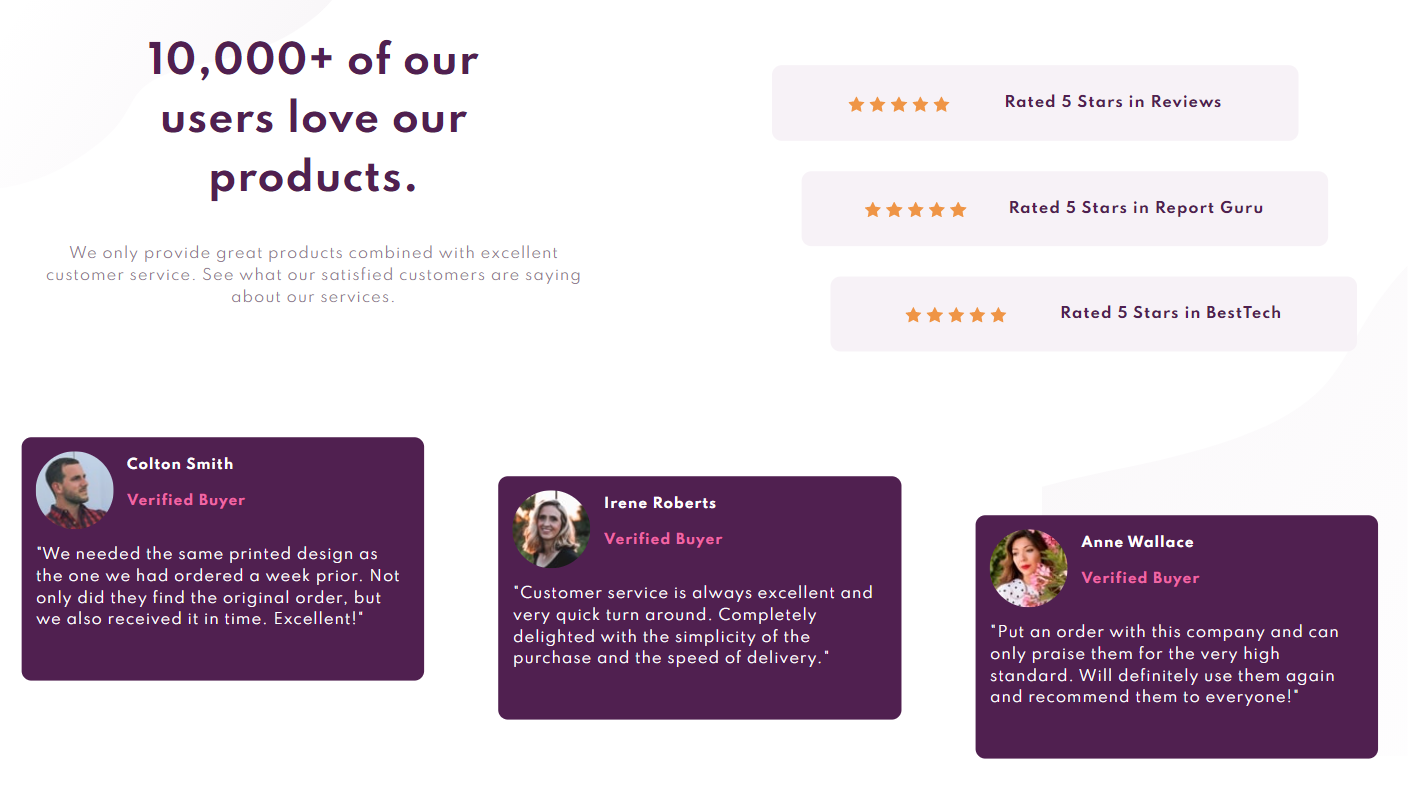 10,000+ of our
users love our
products.
We only provide great products combined with excellent
customer service. See what our satisfied customers are saying
about our services.
Rated 5 Stars in Reviews
Rated 5 Stars in Report Guru
Rated 5 Stars in BestTech
Colton Smith
Verified Buyer
"We needed the same printed design as
the one we had ordered a week prior. Not
only did they find the original order, but
we also received it in time. Excellent!"
Irene Roberts
Verified Buyer
"Customer service is always excellent and
very quick turn around. Completely
delighted with the simplicity of the
purchase and the speed of delivery."
Anne Wallace
Verified Buyer
"Put an order with this company and can
only praise them for the very high
standard. Will definitely use them again
and recommend them to everyone!"